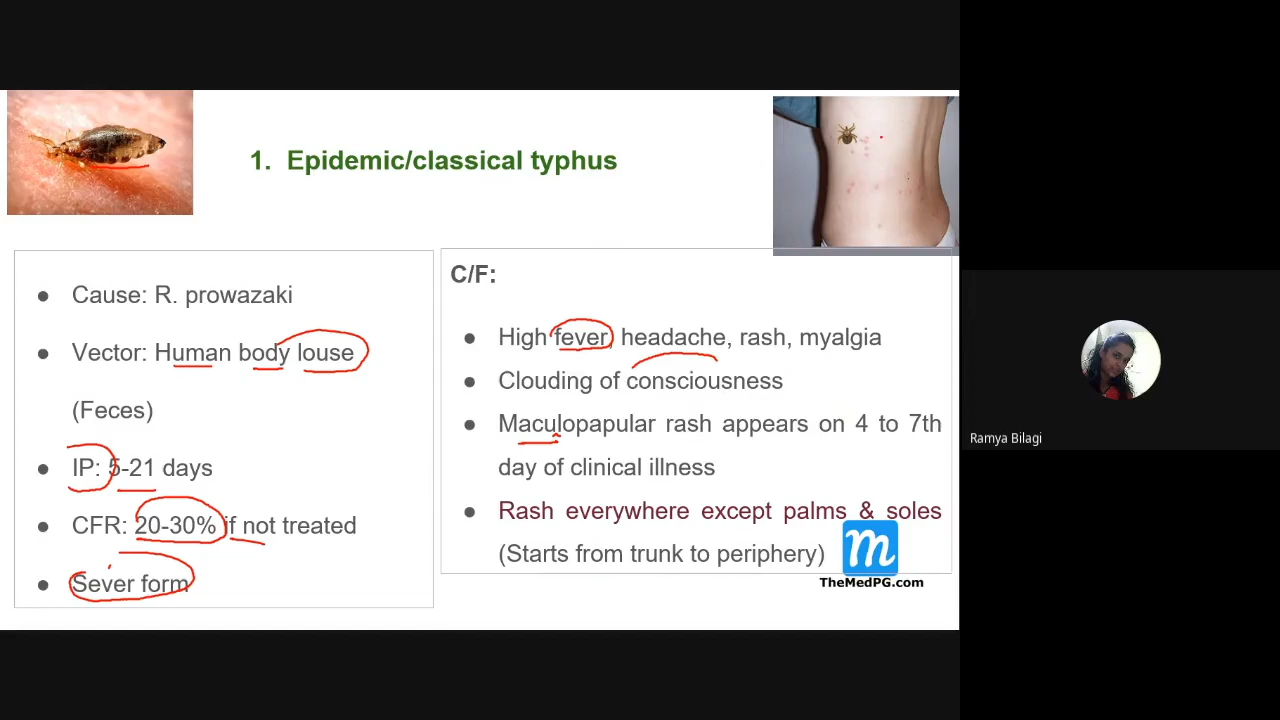 1. Epidemic/classical typhus
● Cause: R. prowazaki
● Vector: Human body louse
(Feces)
● IP: 5-21 days
● CFR: 20-30% if not treated
● Sever form
C/F:
● High fever, headache, rash, myalgia
● Clouding of consciousness
● Maculopapular rash appears on 4 to 7th
day of clinical illness
● Rash everywhere except palms & soles
(Starts from trunk to periphery)
m
TheMedPG.com
Ramya Bilagi